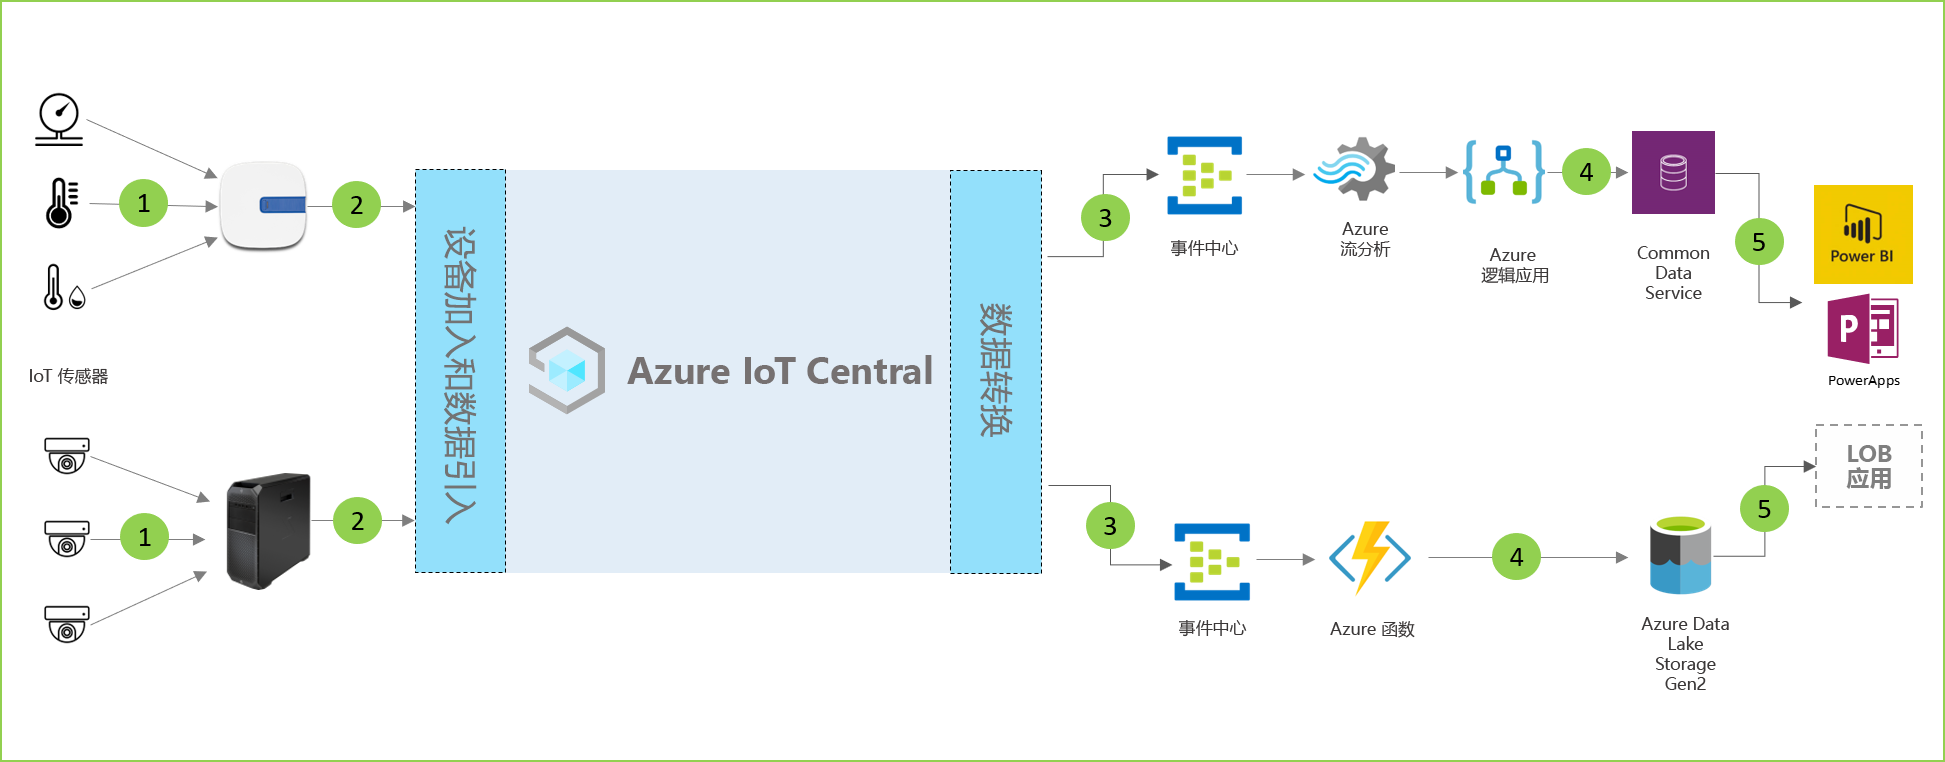 1
2
IoT 传感器
1
2
设备加入和数据引入
Azure IoT Central
数据转换
3
事件中心
Azure
流分析
Azure
逻辑应用
4
Common
Data
Service
5
Power BI
P
PowerApps
3
事件中心
Azure 函数
4
Azure Data
Lake
Storage
Gen2
5
LOB
应用